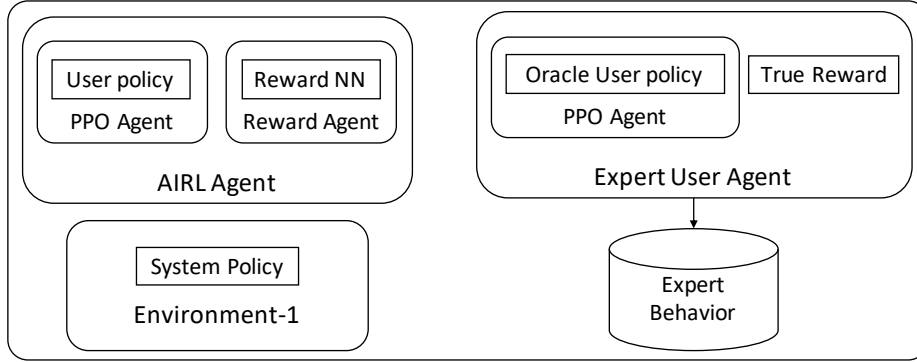 User policy
PPO Agent
Reward NN
Reward Agent
AIRL Agent
System Policy
Environment-1
Oracle User policy
PPO Agent
True Reward
Expert User Agent
Expert
Behavior